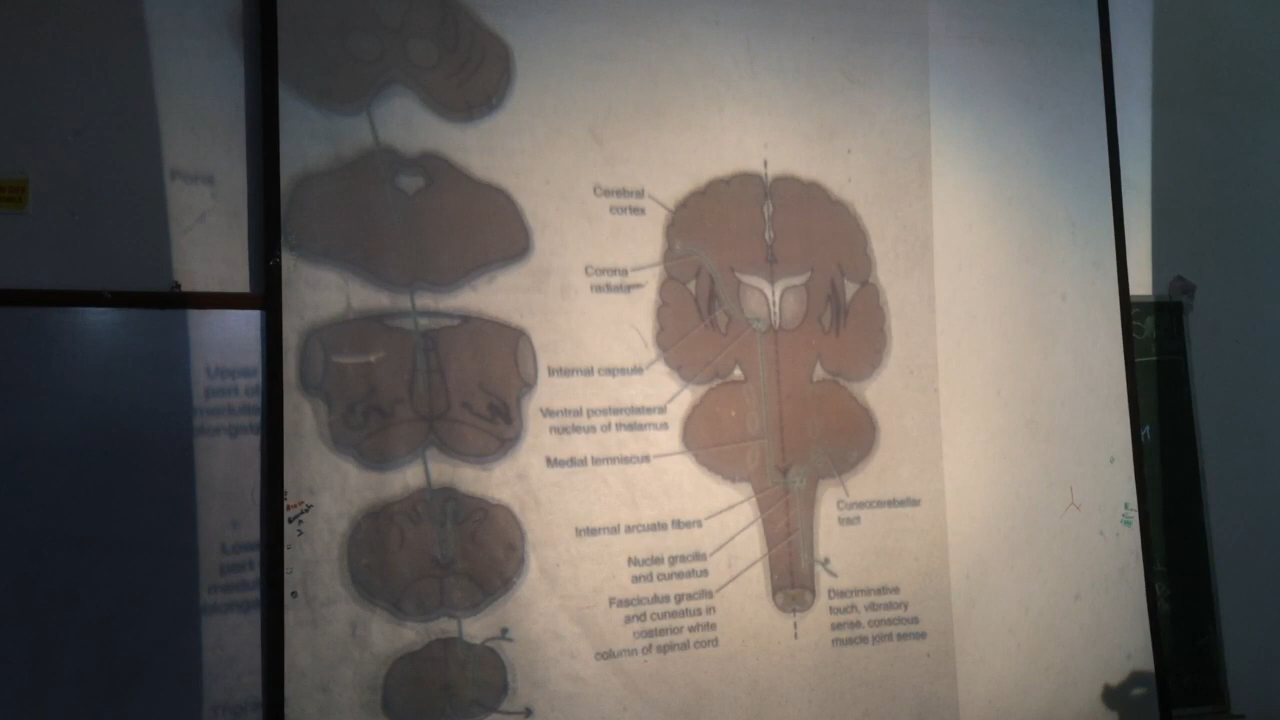 Pons
Upper
part of
medulla
Cerebral
cortex
Corona
radiata
Internal capsule
Ventral posterolateral
nucleus of thalamus
Medial lemniscus
Cuneocerebellar
tract
Internal arcuate fibers
Nuclei gracilis
and cuneatus
Fasciculus gracilis
and cuneatus in
posterior white
column of spinal cord
Discriminative
touch, vibratory
sense, conscious
muscle joint sense